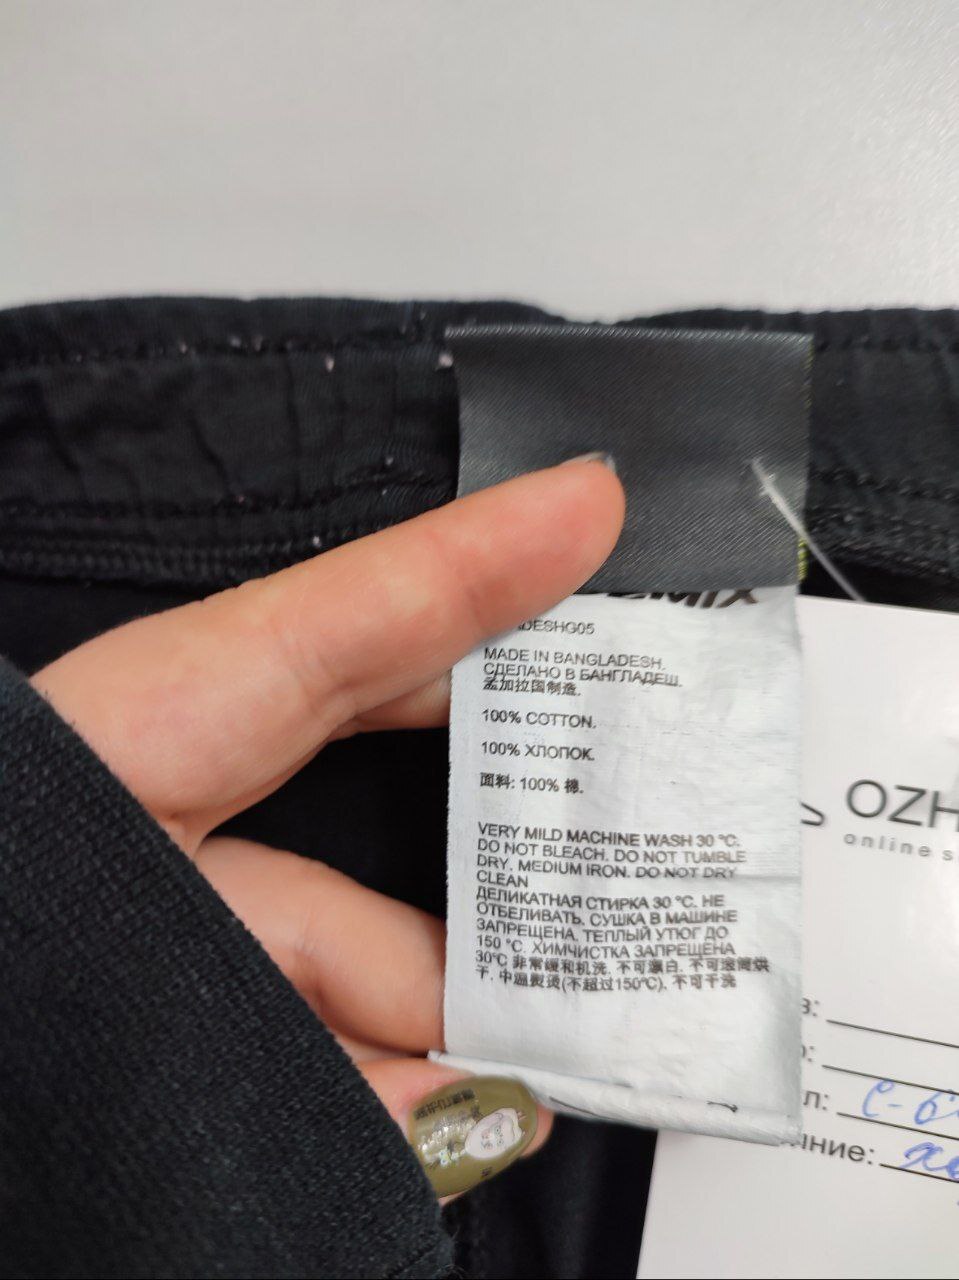 DESHG05
MADE IN BANGLADESH.
СДЕЛАНО В БАНГЛАДЕШ.
孟加拉国制造.
100% COTTON.
100% ХЛОПОК.
面料: 100% 棉.
VERY MILD MACHINE WASH 30 °C.
DO NOT BLEACH. DO NOT TUMBLE
DRY. MEDIUM IRON. DO NOT DRY
CLEAN
ДЕЛИКАТНАЯ СТИРКА 30 °C. НЕ
ОТБЕЛИВАТЬ. СУШКА В МАШИНЕ
ЗАПРЕЩЕНА. ТЕПЛЫЙ УТЮГ ДО
150 °C. ХИМЧИСТКА ЗАПРЕЩЕНА
30°C 非常缓和机洗. 不可漂白. 不可滚筒烘
干. 中温熨烫(不超过150°C). 不可干洗
OZH
online s